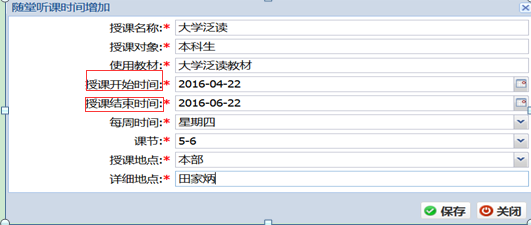 随堂听课时间增加
授课名称:* 大学泛读
授课对象:* 本科生
使用教材:* 大学泛读教材
授课开始时间:* 2016-04-22
授课结束时间:* 2016-06-22
每周时间:* 星期四
课节:* 5-6
授课地点:* 本部
详细地点:* 田家炳
保存 关闭